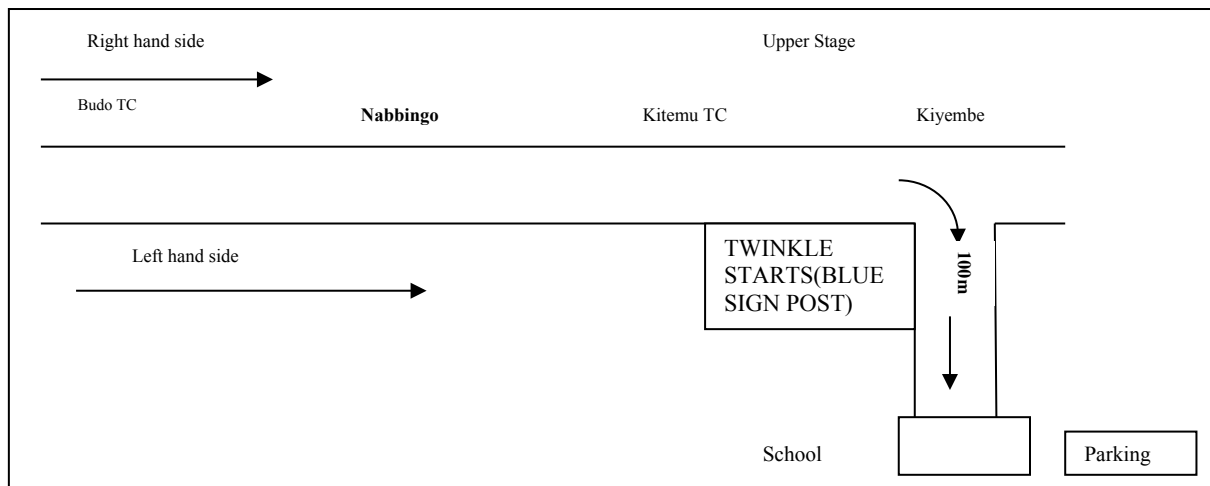 Right hand side
Upper Stage
Budo TC
Nabbingo
Kitemu TC
Kiyembe
Left hand side
TWINKLE
STARTS(BLUE
SIGN POST)
100m
School
Parking